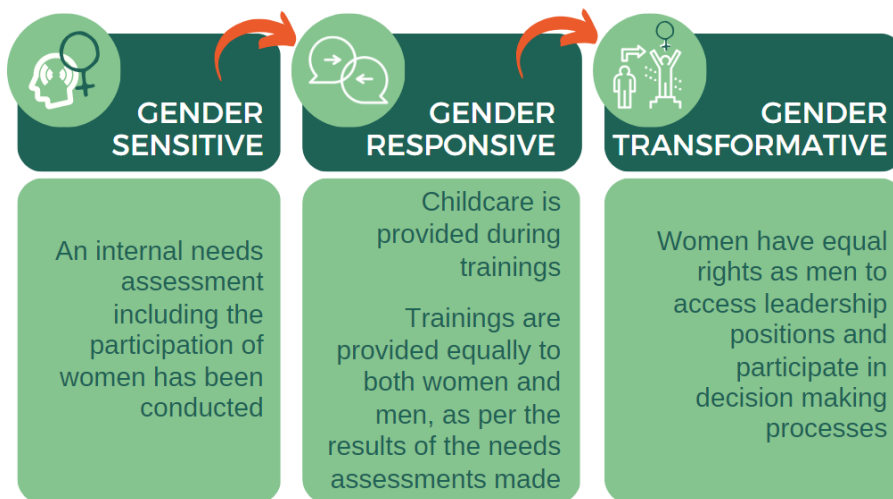 GENDER
SENSITIVE
An internal needs
assessment
including the
participation of
women has been
conducted
GENDER
RESPONSIVE
Childcare is
provided during
trainings
Trainings are
provided equally to
both women and
men, as per the
results of the needs
assessments made
GENDER
TRANSFORMATIVE
Women have equal
rights as men to
access leadership
positions and
participate in
decision making
processes